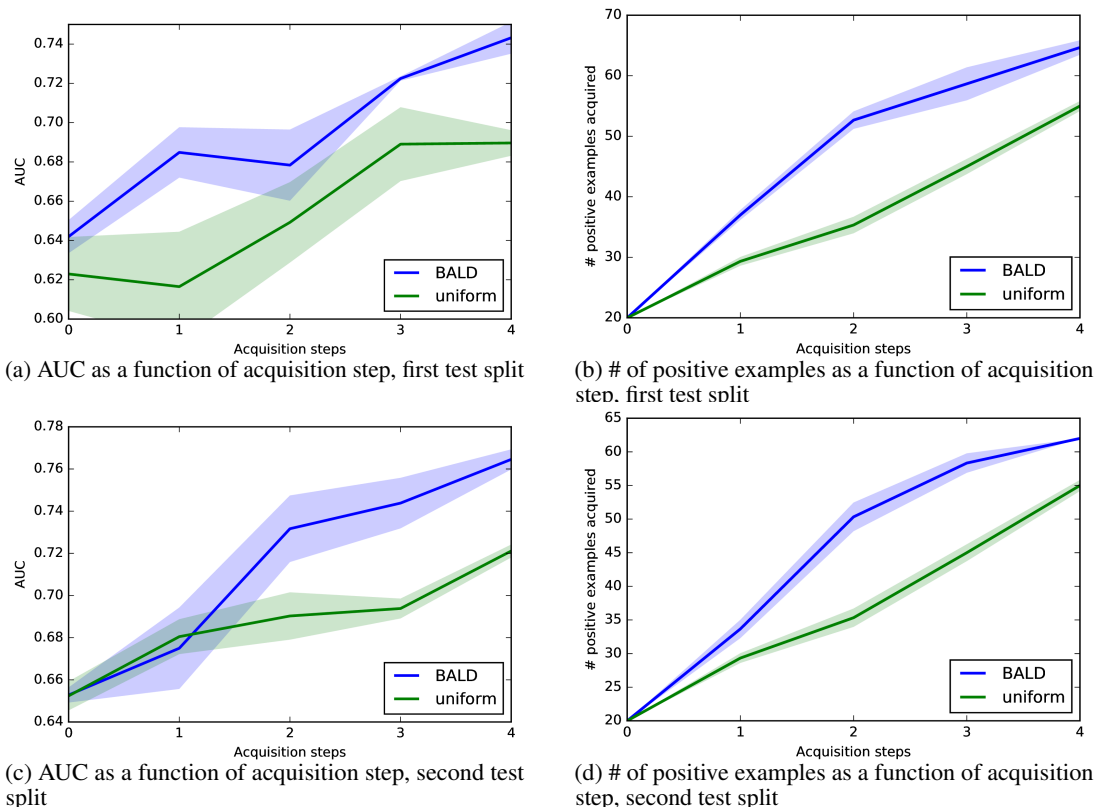 0.74
0.72
0.70
0.68
0.66
0.64
0.62
0.60
AUC
0 1 2 3 4
Acquisition steps
BALD
uniform
(a) AUC as a function of acquisition step, first test split
70
60
50
40
30
20
# positive examples acquired
0 1 2 3 4
Acquisition steps
BALD
uniform
(b) # of positive examples as a function of acquisition
step, first test split
0.78
0.76
0.74
0.72
0.70
0.68
0.66
0.64
AUC
0 1 2 3 4
Acquisition steps
BALD
uniform
(c) AUC as a function of acquisition step, second test
split
65
60
55
50
45
40
35
30
25
20
# positive examples acquired
0 1 2 3 4
Acquisition steps
BALD
uniform
(d) # of positive examples as a function of acquisition
step, second test split